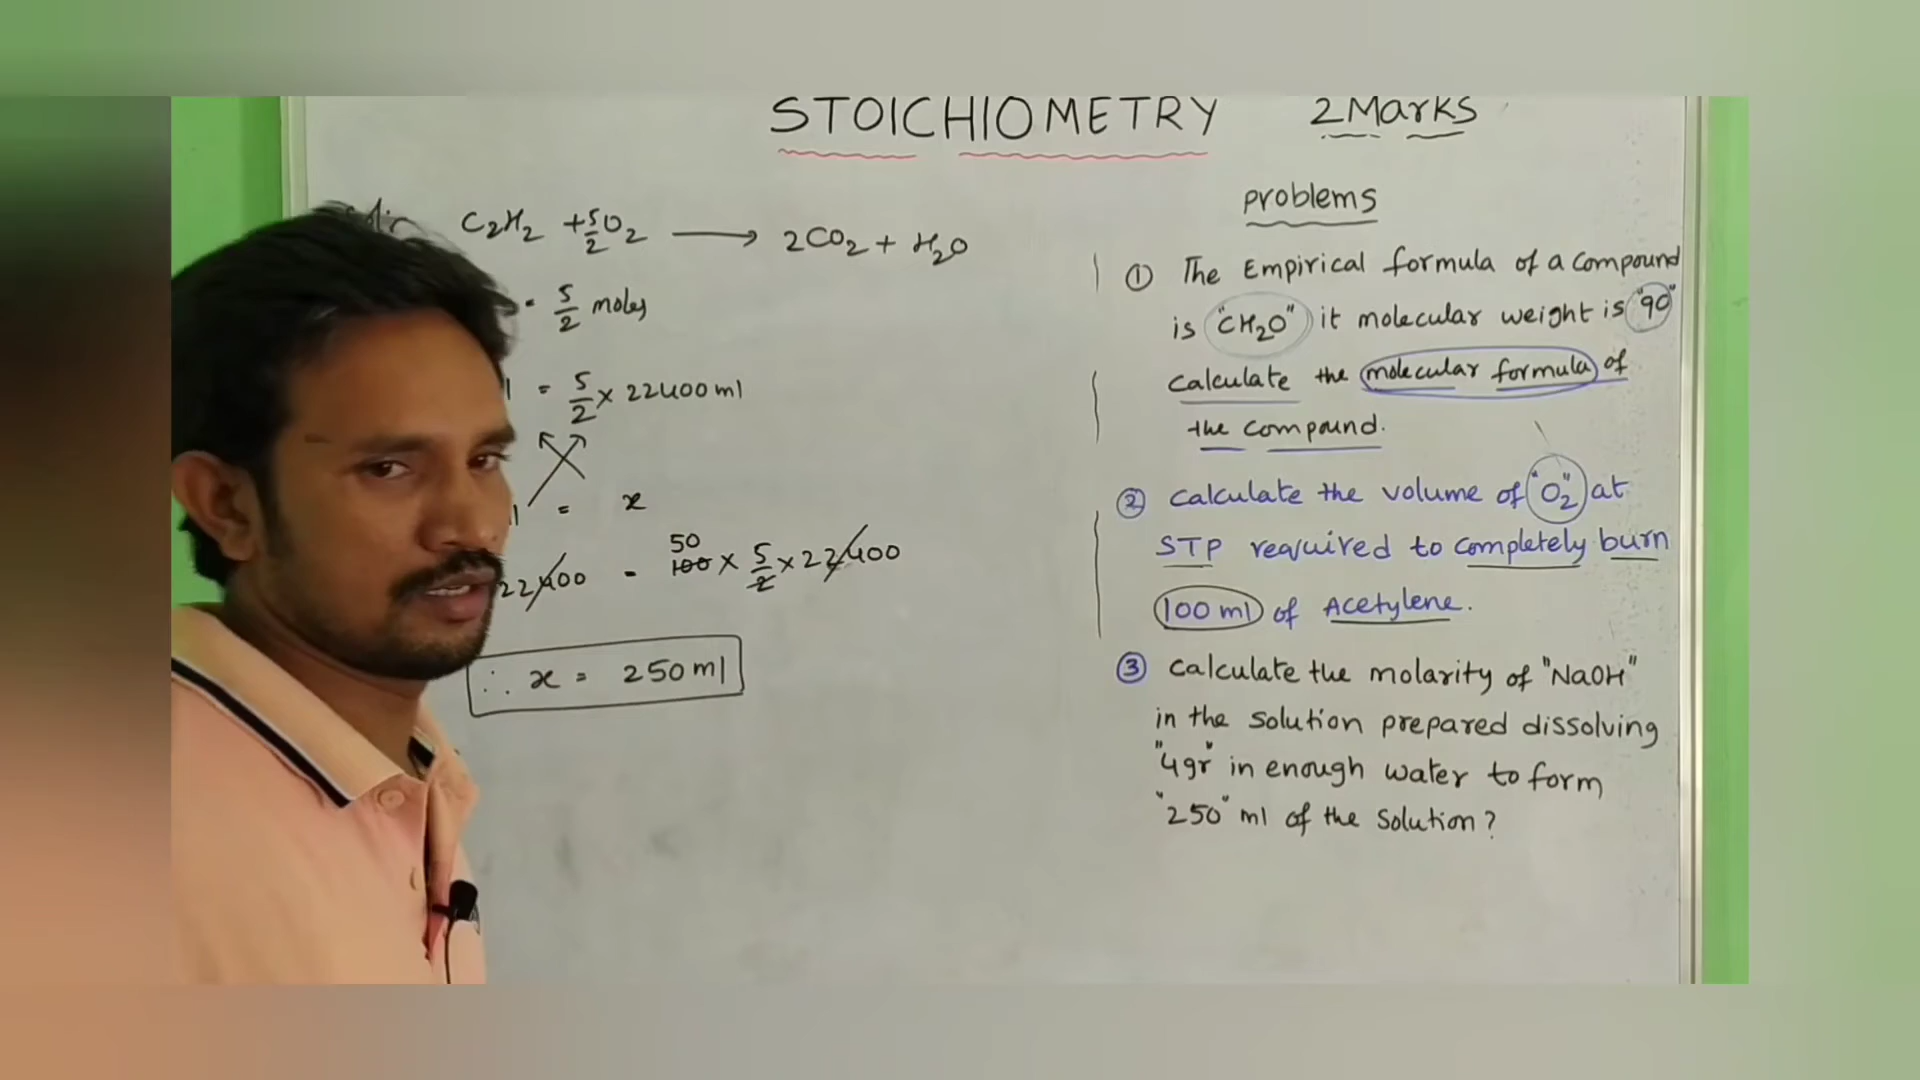 STOICHIOMETRY 2Marks
C2H2 + 5/2 O2 → 2CO2 + H2O
= 5/2 moles
= 5/2 x 22400 ml
= x
22400 = 50 100 x 5/2 x 22400
∴ x = 250 ml
problems
① The Empirical formula of a compound
is "CH2O" it molecular weight is "90"
calculate the molecular formula of
the compound.
② calculate the volume of "O2" at
STP required to completely burn
100 ml of Acetylene.
③ calculate the molarity of "NaOH"
in the solution prepared dissolving
"4gr" in enough water to form
"250" ml of the solution?